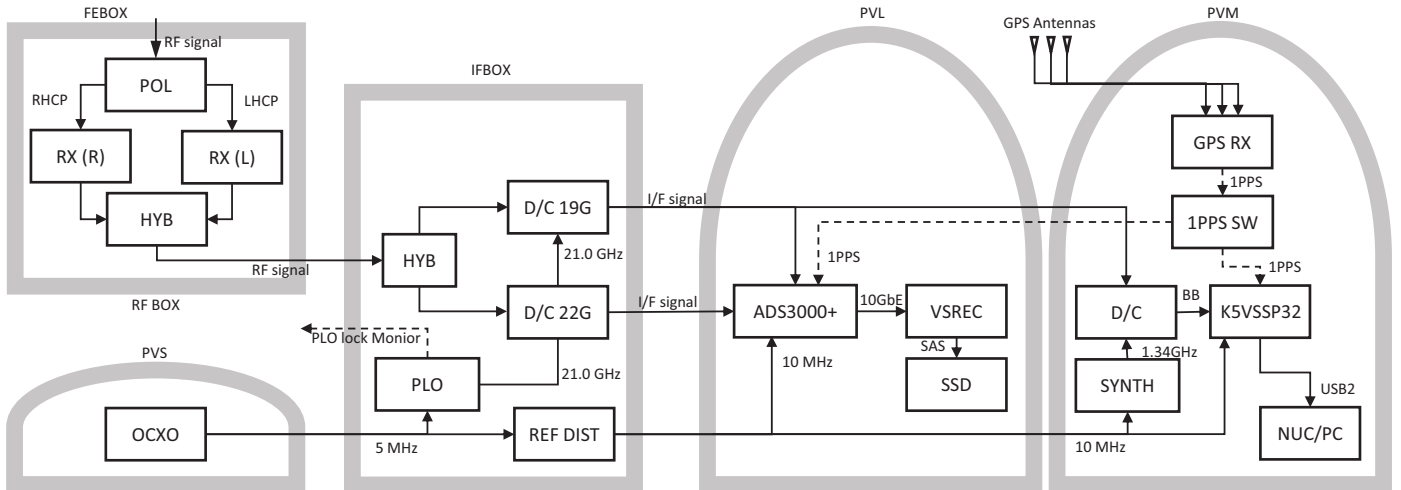 FEBOX
RF signal
POL
RHCP
LHCP
RX (R)
RX (L)
HYB
RF signal
RF BOX
PVS
OCXO
5 MHz
IFBOX
HYB
D/C 19G
21.0 GHz
D/C 22G
PLO lock Monior
PLO
21.0 GHz
REF DIST
I/F signal
I/F signal
PVL
1PPS
ADS3000+
10GbE
VSREC
SAS
SSD
10 MHz
GPS Antennas
PVM
GPS RX
1PPS
1PPS SW
1PPS
D/C
BB
K5VSSP32
1.34GHz
SYNTH
USB2
NUC/PC
10 MHz